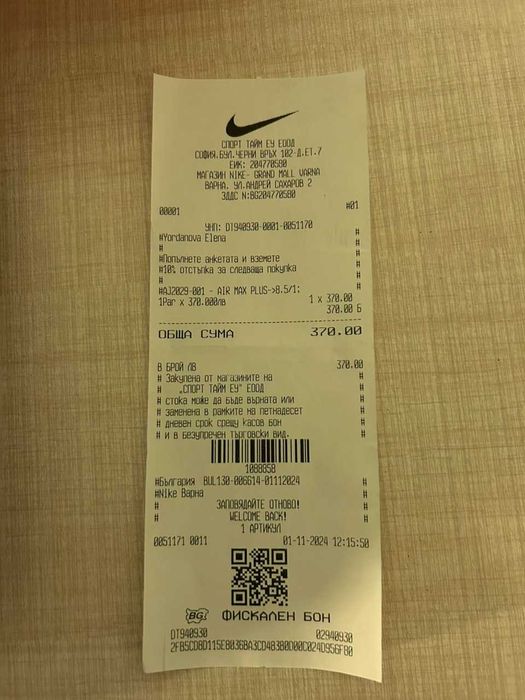 СПОРТ ТАЙМ ЕУ ЕООД
СОФИЯ.БУЛ.ЧЕРНИ ВРЪХ 102-Д.ЕТ.7
ЕИК: 204770580
МАГАЗИН NIKE- GRAND MALL VARNA
ВАРНА. УЛ.АНДРЕЙ САХАРОВ 2
ЗДДС N:BG204770580
00001 #01
УНП: DT940930-0001-0051170
#Yordanova Elena #
# #
#Попълнете анкетата и вземете #
#10% отстъпка за следваща покупка #
# #
#AJ2029-001 - AIR MAX PLUS->8.5/1: #
1Par x 370.000лв 1 x 370.00
370.00 Б
ОБЩА СУМА 370.00
В БРОЙ ЛВ 370.00
# Закупена от магазините на #
# "СПОРТ ТАЙМ ЕУ" ЕООД #
# стока може да бъде върната или #
# заменена в рамките на петнадесет #
# дневен срок срещу касов бон #
# и в безупречен търговски вид. #
1088958
#България BUL130-006614-01112024 #
#Nike Варна #
# ЗАПОВЯДАЙТЕ ОТНОВО! #
# WELCOME BACK! #
1 АРТИКУЛ
0051171 0011 01-11-2024 12:15:50
BG ФИСКАЛЕН БОН
DT940930 02940930
2FB5CD8D115E8036BA3CD4B3B0D00C024D956FB0